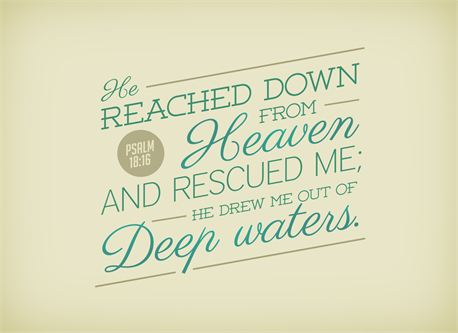 He
REACHED DOWN
FROM
Heaven
PSALM
18:16
AND RESCUED ME;
HE DREW ME OUT OF
Deep waters.